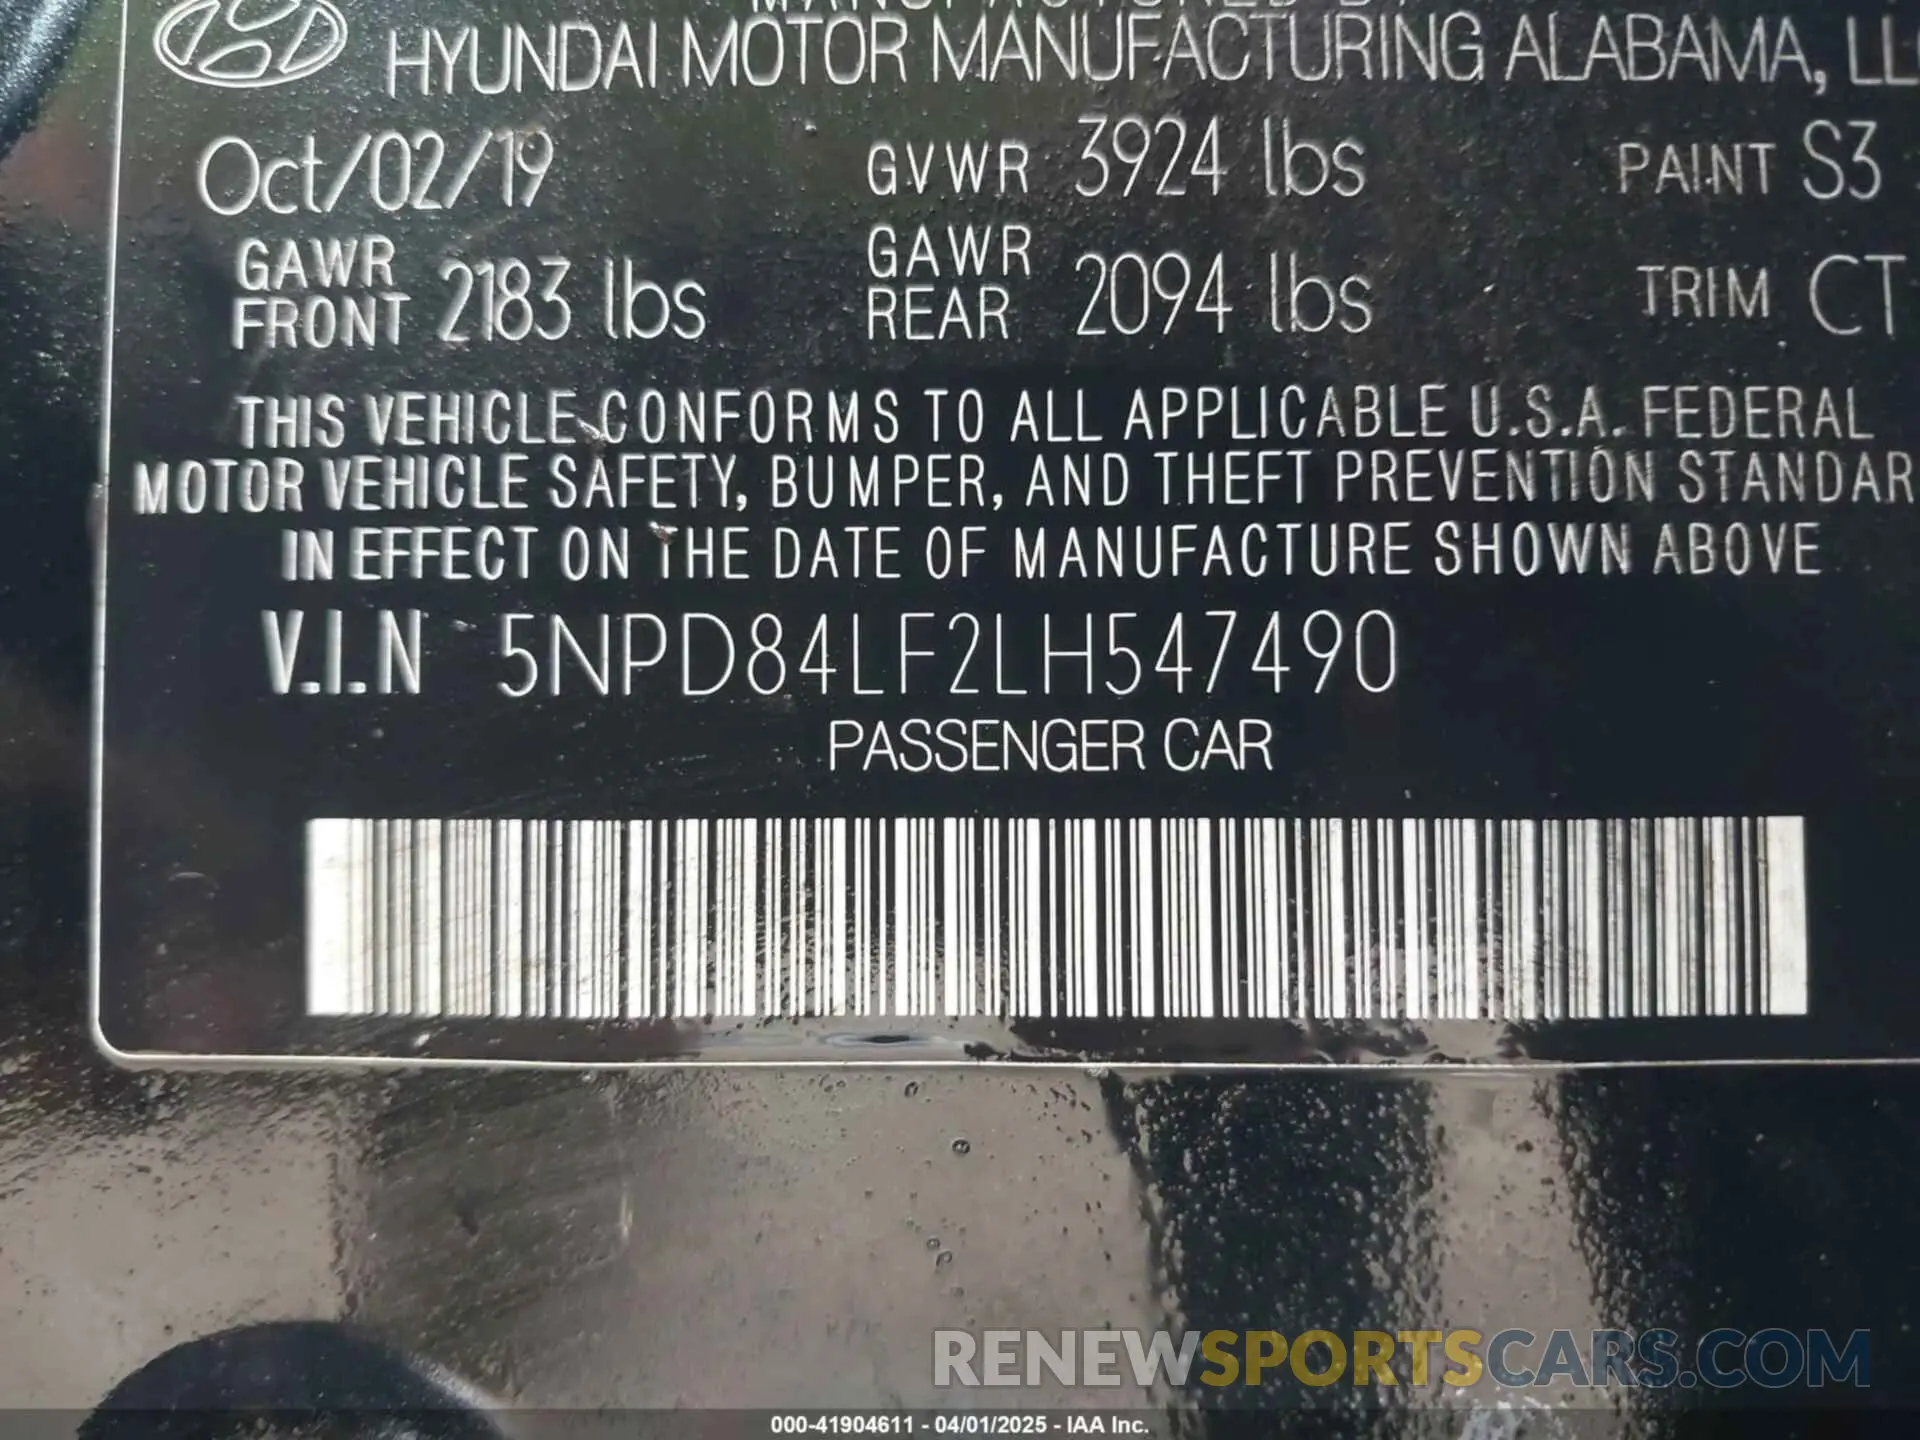 MANUFACTURED BY
HYUNDAI MOTOR MANUFACTURING ALABAMA, LLC
Oct/02/19 GVWR 3924 lbs PAINT S3
GAWR FRONT 2183 lbs GAWR REAR 2094 lbs TRIM CT
THIS VEHICLE CONFORMS TO ALL APPLICABLE U.S.A. FEDERAL
MOTOR VEHICLE SAFETY, BUMPER, AND THEFT PREVENTION STANDAR
IN EFFECT ON THE DATE OF MANUFACTURE SHOWN ABOVE
V.I.N 5NPD84LF2LH547490
PASSENGER CAR
RENEWSPORTSCARS.COM
000-41904611 - 04/01/2025 - IAA Inc.